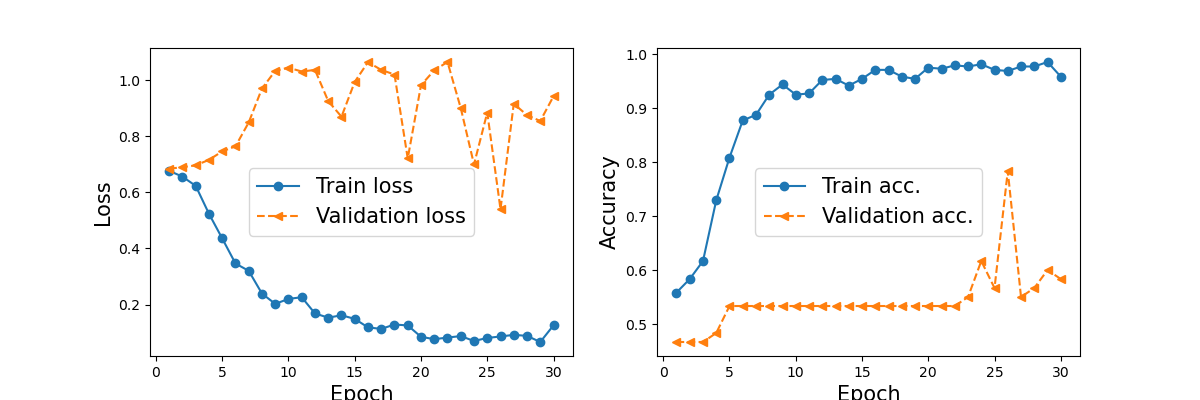 1.0
0.8
0.6
0.4
0.2
Loss
Train loss
Validation loss
0 5 10 15 20 25 30
Epoch
1.0
0.9
0.8
0.7
0.6
0.5
Accuracy
Train acc.
Validation acc.
0 5 10 15 20 25 30
Epoch